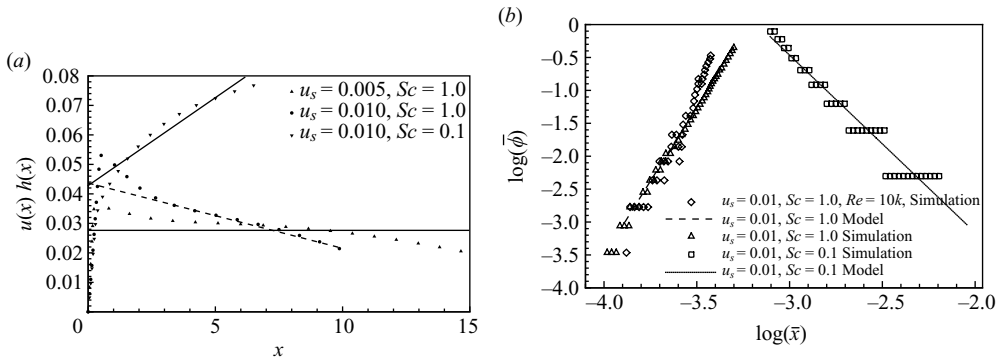 (a)
0.08
0.07
0.06
0.05
0.04
0.03
0.02
0.01
0
5
10
15
u(x) h(x)
x
u_s = 0.005, Sc = 1.0
u_s = 0.010, Sc = 1.0
u_s = 0.010, Sc = 0.1
(b)
0
−0.5
−1.0
−1.5
−2.0
−2.5
−3.0
−3.5
−4.0
−4.0
−3.5
−3.0
−2.5
−2.0
log(ϕ̅)
log(x̅)
u_s = 0.01, Sc = 1.0, Re = 10k, Simulation
u_s = 0.01, Sc = 1.0 Model
u_s = 0.01, Sc = 1.0 Simulation
u_s = 0.01, Sc = 0.1 Simulation
u_s = 0.01, Sc = 0.1 Model